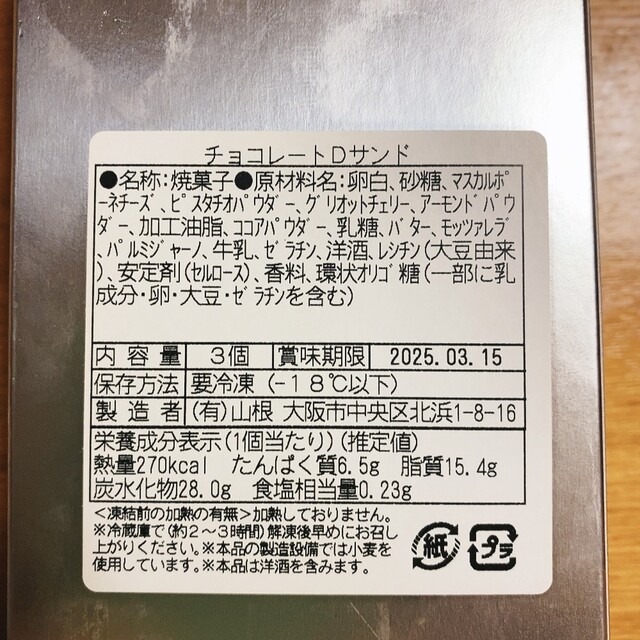 チョコレートDサンド
●名称:焼菓子●原材料名:卵白、砂糖、マスカルポ
ーネチーズ、ピスタチオパウダー、グリオットチェリー、アーモンドパウ
ダー、加工油脂、ココアパウダー、乳糖、バター、モッツァレラ
、パルミジャーノ、牛乳、ゼラチン、洋酒、レシチン(大豆由来
)、安定剤(セルロース)、香料、環状オリゴ糖(一部に乳
成分・卵・大豆・ゼラチンを含む)
内容量 3個 賞味期限 2025.03.15
保存方法 要冷凍(-18℃以下)
製造者 (有)山根 大阪市中央区北浜1-8-16
栄養成分表示(1個当たり)(推定値)
熱量270kcal たんぱく質6.5g 脂質15.4g
炭水化物28.0g 食塩相当量0.23g
<凍結前の加熱の有無>加熱しておりません。
※冷蔵庫で(約2~3時間)解凍後早めにお召し
上がりください。※本品の製造設備では小麦を
使用しています。※本品は洋酒を含みます。
紙 プラ